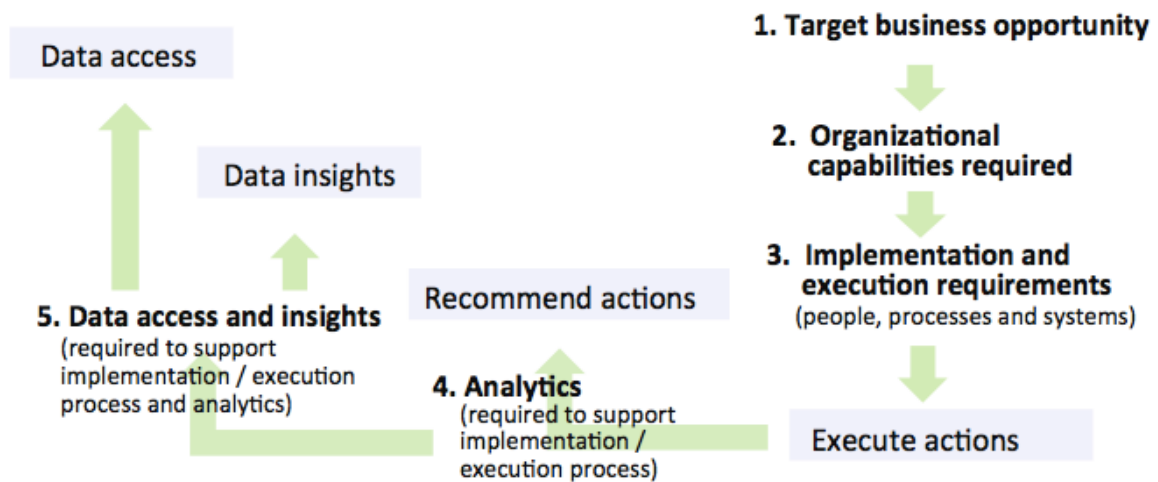 Data access
Data insights
1. Target business opportunity
2. Organizational
capabilities required
3. Implementation and
execution requirements
(people, processes and systems)
Execute actions
Recommend actions
4. Analytics
(required to support
implementation /
execution process)
5. Data access and insights
(required to support
implementation / execution
process and analytics)